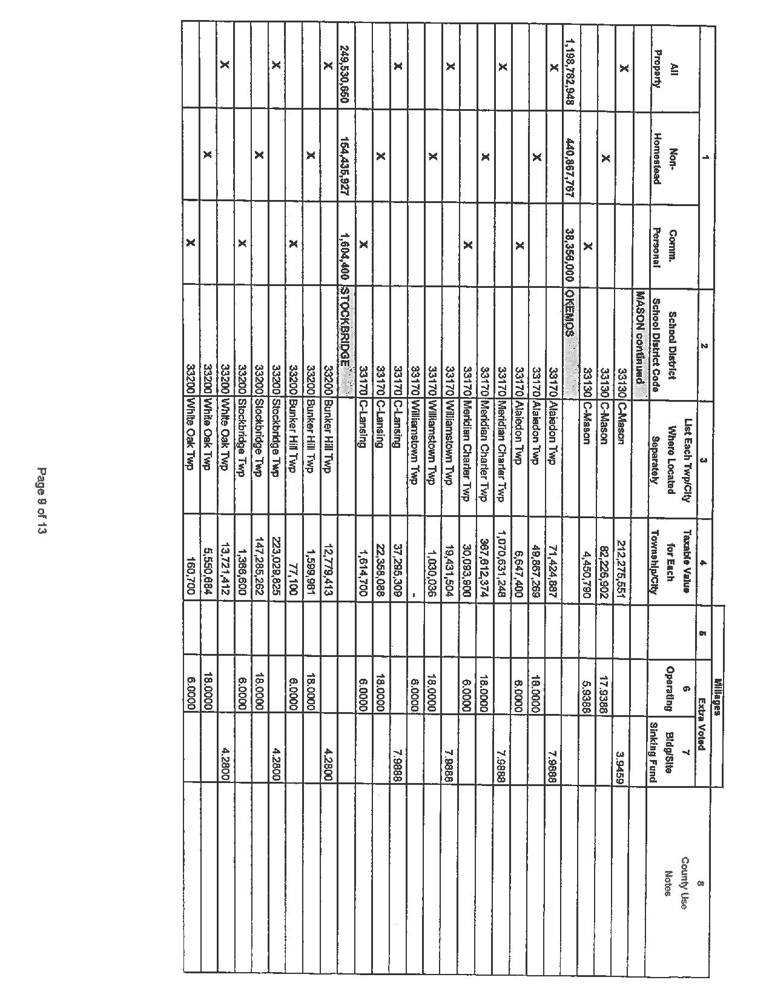 Millages
1 2 3 4 5 6 7 8
Extra Voted
All Property Non-Homestead Comm. Personal School District School District Code List Each Twp/City Where Located Separately Taxable Value for Each Township/City Operating Bldg/Site Sinking Fund County Use Notes
MASON continued
X 33130 C-Mason 212,275,551 3.9459
X 33130 C-Mason 82,226,902 17.9388
X 33130 C-Mason 4,450,790 5.9388
1,198,782,948 440,867,767 38,356,000 OKEMOS
X 33170 Alaiedon Twp 71,424,887 7.9888
X 33170 Alaiedon Twp 49,867,269 18.0000
X 33170 Alaiedon Twp 6,647,400 6.0000
X 33170 Meridian Charter Twp 1,070,631,248 7.9888
X 33170 Meridian Charter Twp 367,612,374 18.0000
X 33170 Meridian Charter Twp 30,093,900 6.0000
X 33170 Williamstown Twp 19,431,504 7.9888
X 33170 Williamstown Twp 1,030,036 18.0000
33170 Williamstown Twp - 6.0000
X 33170 C-Lansing 37,295,309 7.9888
X 33170 C-Lansing 22,358,088 18.0000
X 33170 C-Lansing 1,614,700 6.0000
249,530,650 154,435,927 1,604,400 STOCKBRIDGE
X 33200 Bunker Hill Twp 12,779,413 4.2800
X 33200 Bunker Hill Twp 1,599,981 18.0000
X 33200 Bunker Hill Twp 77,100 6.0000
X 33200 Stockbridge Twp 223,029,825 4.2800
X 33200 Stockbridge Twp 147,285,262 18.0000
X 33200 Stockbridge Twp 1,366,600 6.0000
X 33200 White Oak Twp 13,721,412 4.2800
X 33200 White Oak Twp 5,550,684 18.0000
X 33200 White Oak Twp 160,700 6.0000
Page 9 of 13